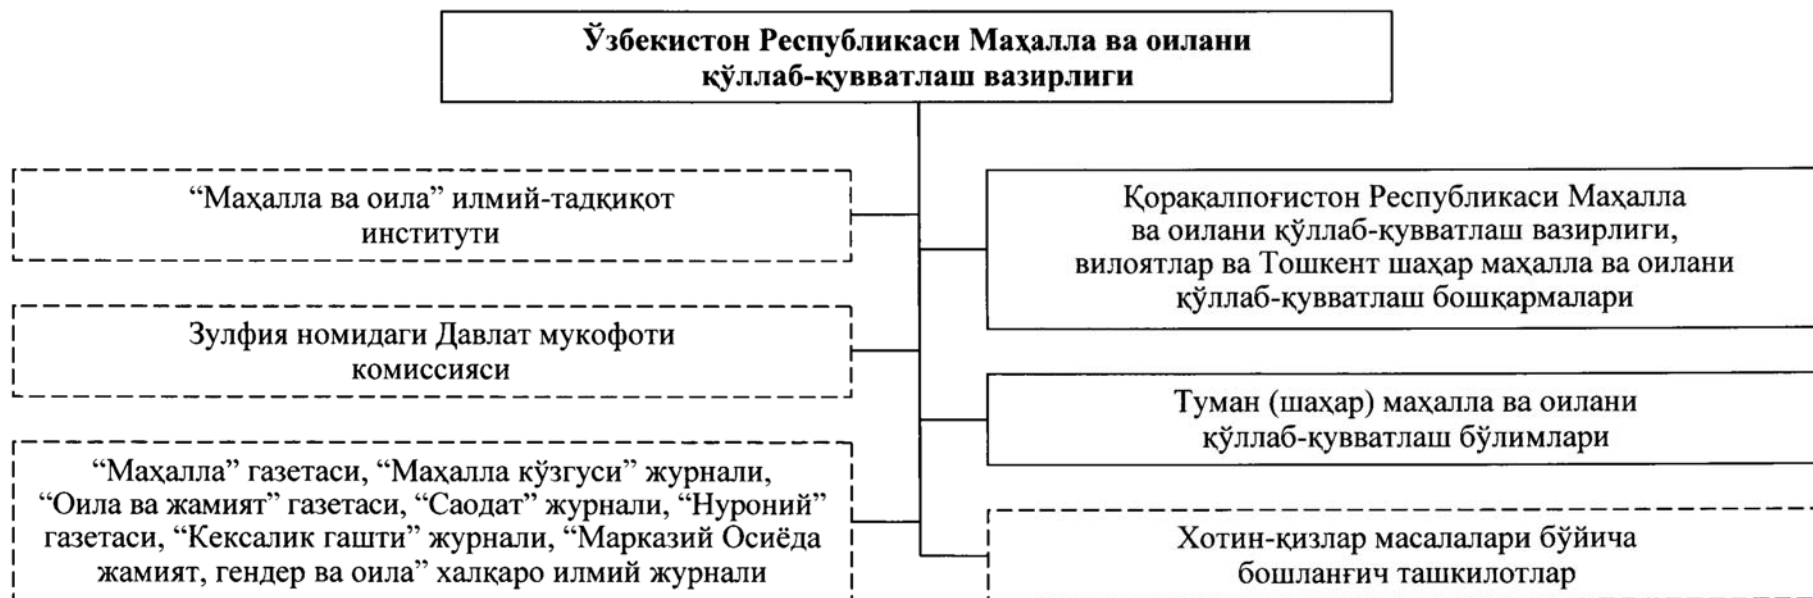 Ўзбекистон Республикаси Маҳалла ва оилани
қўллаб-қувватлаш вазирлиги
“Маҳалла ва оила” илмий-тадқиқот
институти
Зулфия номидаги Давлат мукофоти
комиссияси
“Маҳалла” газетаси, “Маҳалла кўзгуси” журнали,
“Оила ва жамият” газетаси, “Саодат” журнали, “Нуроний”
газетаси, “Кексалик гашти” журнали, “Марказий Осиёда
жамият, гендер ва оила” халқаро илмий журнали
Қорақалпоғистон Республикаси Маҳалла
ва оилани қўллаб-қувватлаш вазирлиги,
вилоятлар ва Тошкент шаҳар маҳалла ва оилани
қўллаб-қувватлаш бошқармалари
Туман (шаҳар) маҳалла ва оилани
қўллаб-қувватлаш бўлимлари
Хотин-қизлар масалалари бўйича
бошланғич ташкилотлар